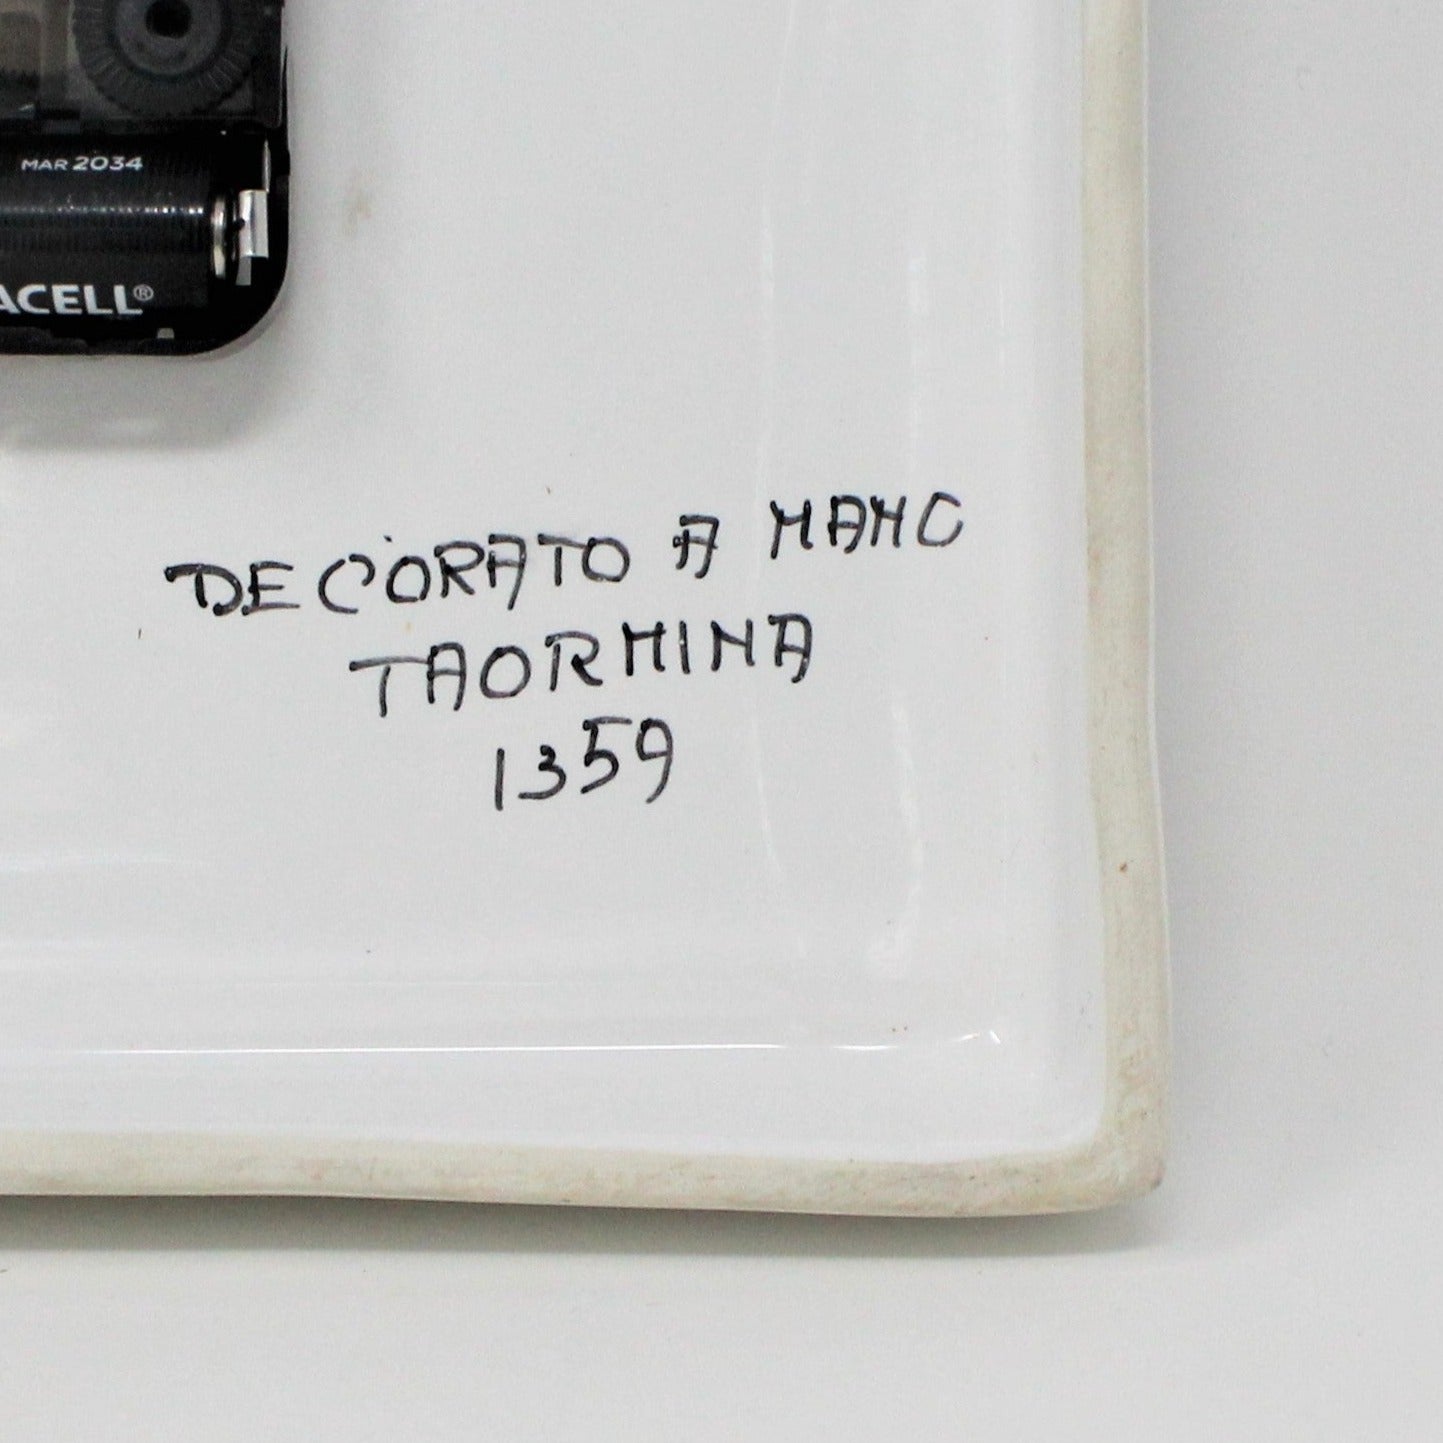 MAR 2034
ACELL®
DECORATO A MANO
TAORMINA
1359